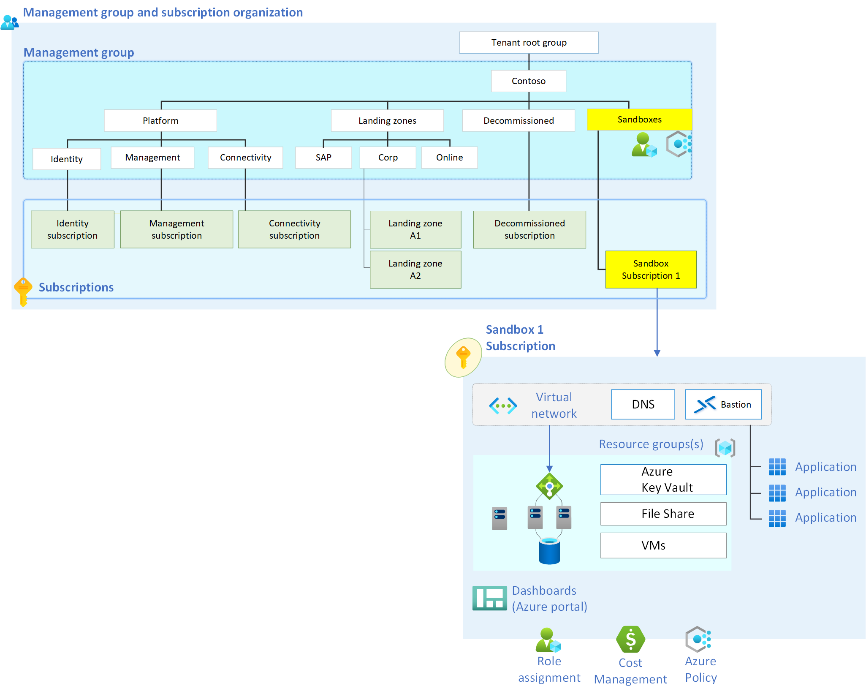 Management group and subscription organization
Management group
Tenant root group
Contoso
Platform
Landing zones
Decommissioned
Sandboxes
Identity
Management
Connectivity
SAP
Corp
Online
Identity
subscription
Management
subscription
Connectivity
subscription
Landing zone
A1
Decommissioned
subscription
Landing zone
A2
Sandbox
Subscription 1
Subscriptions
Sandbox 1
Subscription
Virtual
network
DNS
Bastion
Resource groups(s)
Azure
Key Vault
File Share
VMs
Application
Application
Application
Dashboards
(Azure portal)
Role
assignment
Cost
Management
Azure
Policy